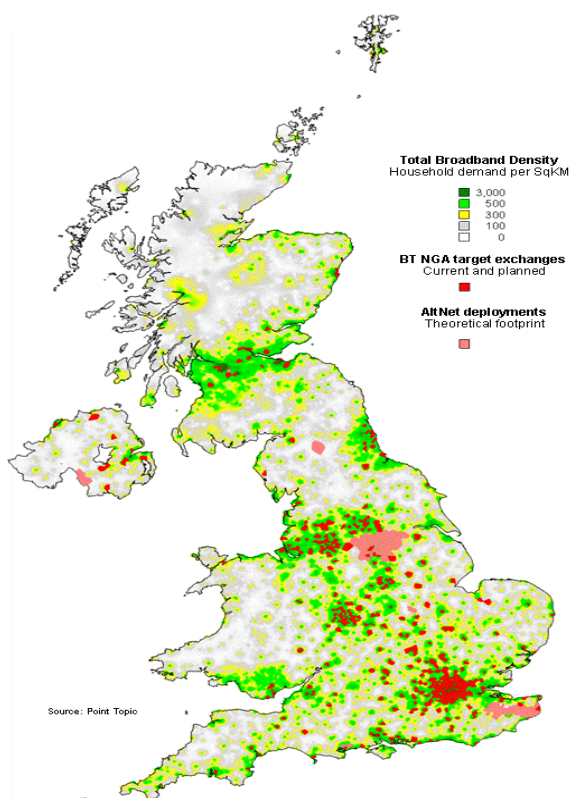 Total Broadband Density
Household demand per SqKM
3,000
500
300
100
0
BT NGA target exchanges
Current and planned
AltNet deployments
Theoretical footprint
Source: Point Topic